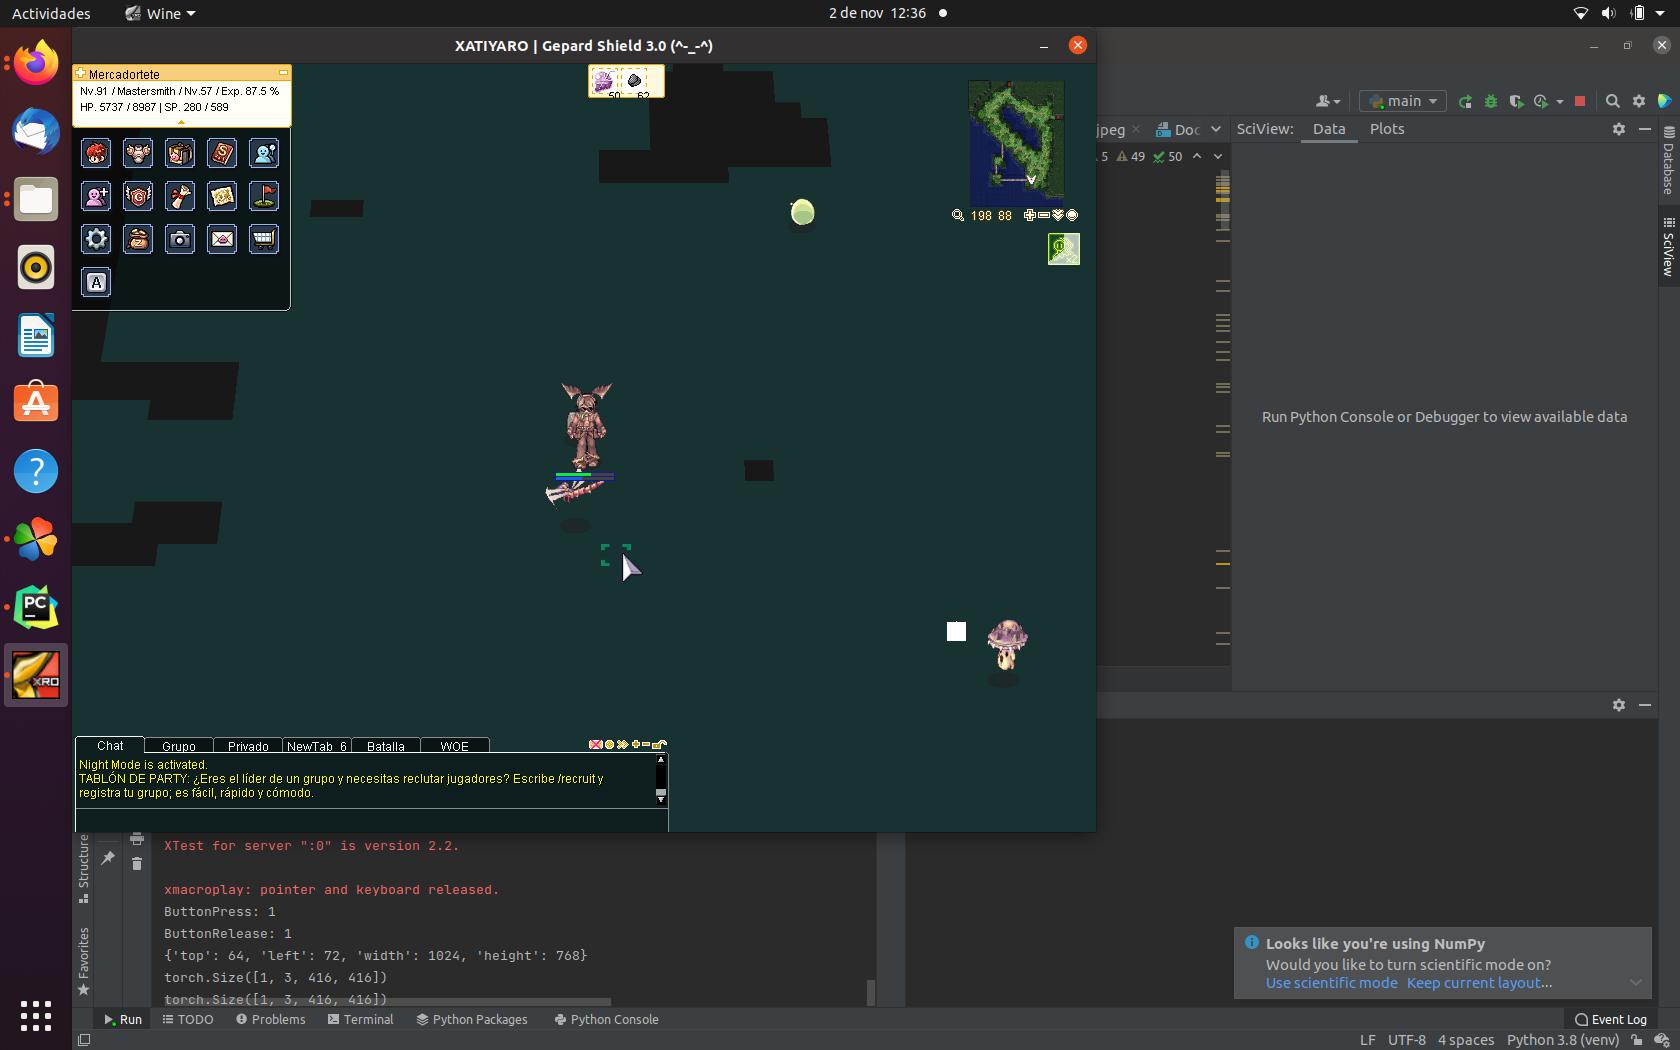 Actividades
Wine
2 de nov 12:36
XATIYARO | Gepard Shield 3.0 (^-_-^)
Mercadortete
Nv.91 / Mastersmith / Nv.57 / Exp. 87.5 %
HP. 5737 / 8987 | SP. 280 / 589
50 62
198 88
main
jpeg
Doc
SciView: Data Plots
5 49 50
Database
SciView
Run Python Console or Debugger to view available data
A
x2
PC
XRO
Chat Grupo Privado NewTab_6 Batalla WOE
Night Mode is activated.
TABLÓN DE PARTY: ¿Eres el líder de un grupo y necesitas reclutar jugadores? Escribe /recruit y
registra tu grupo; es fácil, rápido y cómodo.
Structure
Favorites
XTest for server ":0" is version 2.2.
xmacroplay: pointer and keyboard released.
ButtonPress: 1
ButtonRelease: 1
{'top': 64, 'left': 72, 'width': 1024, 'height': 768}
torch.Size([1, 3, 416, 416])
torch.Size([1, 3, 416, 416])
Looks like you're using NumPy
Would you like to turn scientific mode on?
Use scientific mode Keep current layout...
Run TODO Problems Terminal Python Packages Python Console
Event Log
LF UTF-8 4 spaces Python 3.8 (venv)